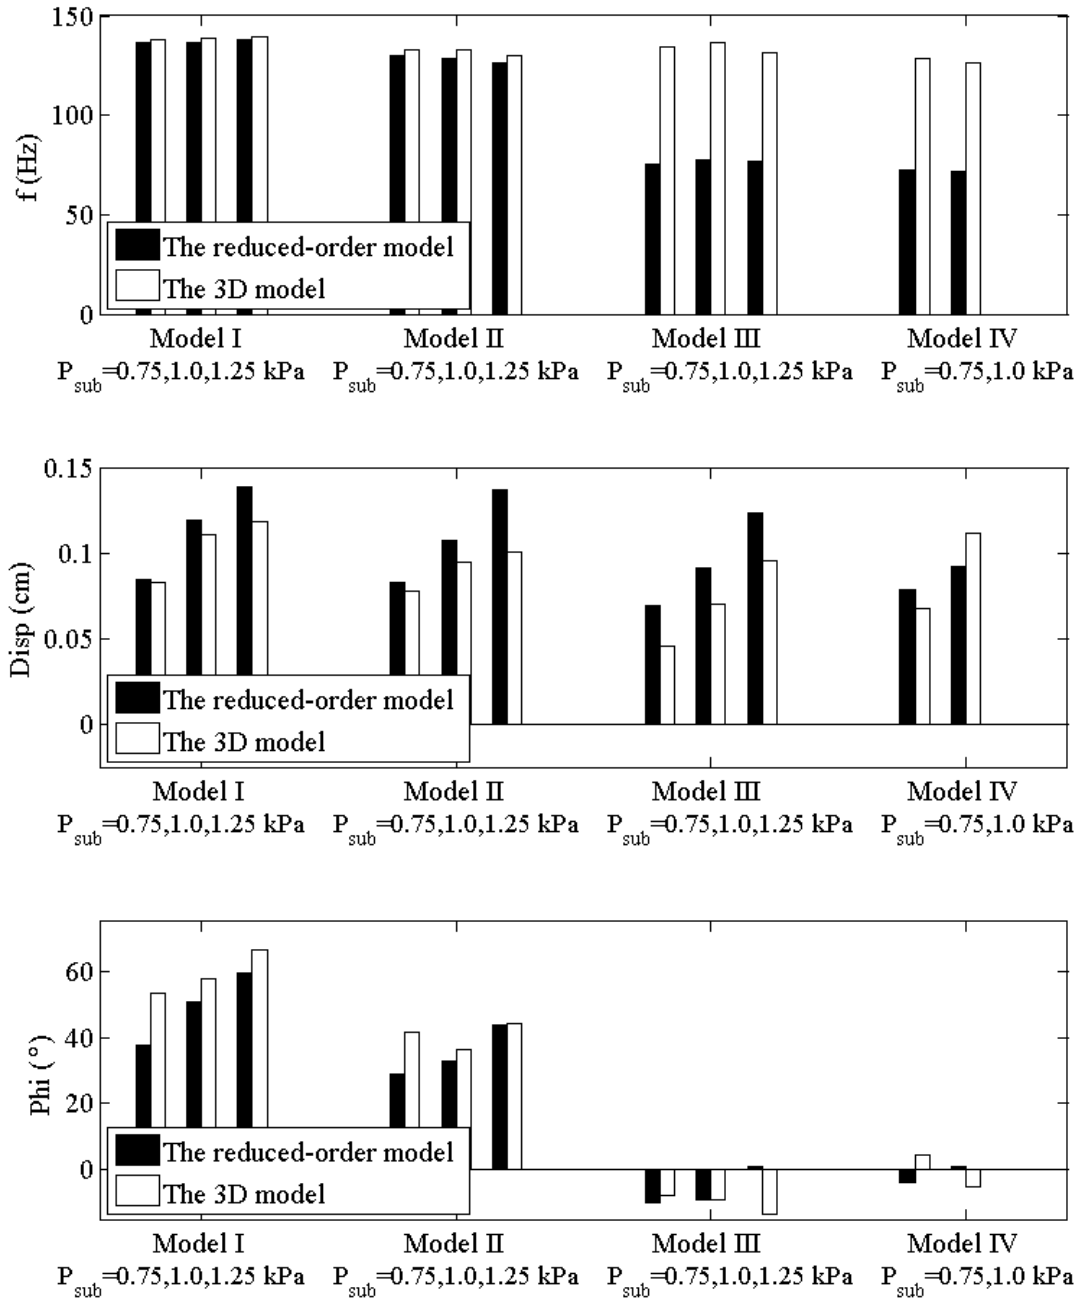 150
100
50
0
f (Hz)
The reduced-order model
The 3D model
Model I Model II Model III Model IV
Psub=0.75,1.0,1.25 kPa Psub=0.75,1.0,1.25 kPa Psub=0.75,1.0,1.25 kPa Psub=0.75,1.0 kPa
0.15
0.1
0.05
0
Disp (cm)
The reduced-order model
The 3D model
Model I Model II Model III Model IV
Psub=0.75,1.0,1.25 kPa Psub=0.75,1.0,1.25 kPa Psub=0.75,1.0,1.25 kPa Psub=0.75,1.0 kPa
60
40
20
0
Phi (°)
The reduced-order model
The 3D model
Model I Model II Model III Model IV
Psub=0.75,1.0,1.25 kPa Psub=0.75,1.0,1.25 kPa Psub=0.75,1.0,1.25 kPa Psub=0.75,1.0 kPa